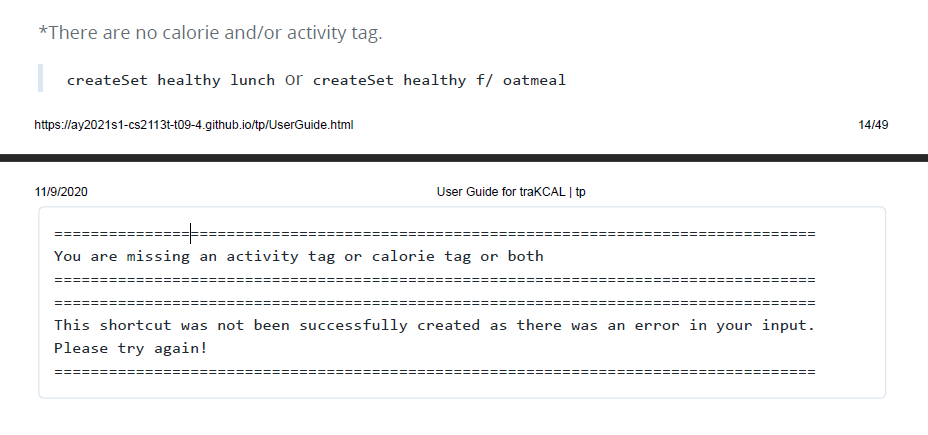 *There are no calorie and/or activity tag.
createSet healthy lunch or createSet healthy f/ oatmeal
https://ay2021s1-cs2113t-t09-4.github.io/tp/UserGuide.html 14/49
11/9/2020 User Guide for traKCAL | tp
====================================================================================
You are missing an activity tag or calorie tag or both
====================================================================================
====================================================================================
This shortcut was not been successfully created as there was an error in your input.
Please try again!
====================================================================================